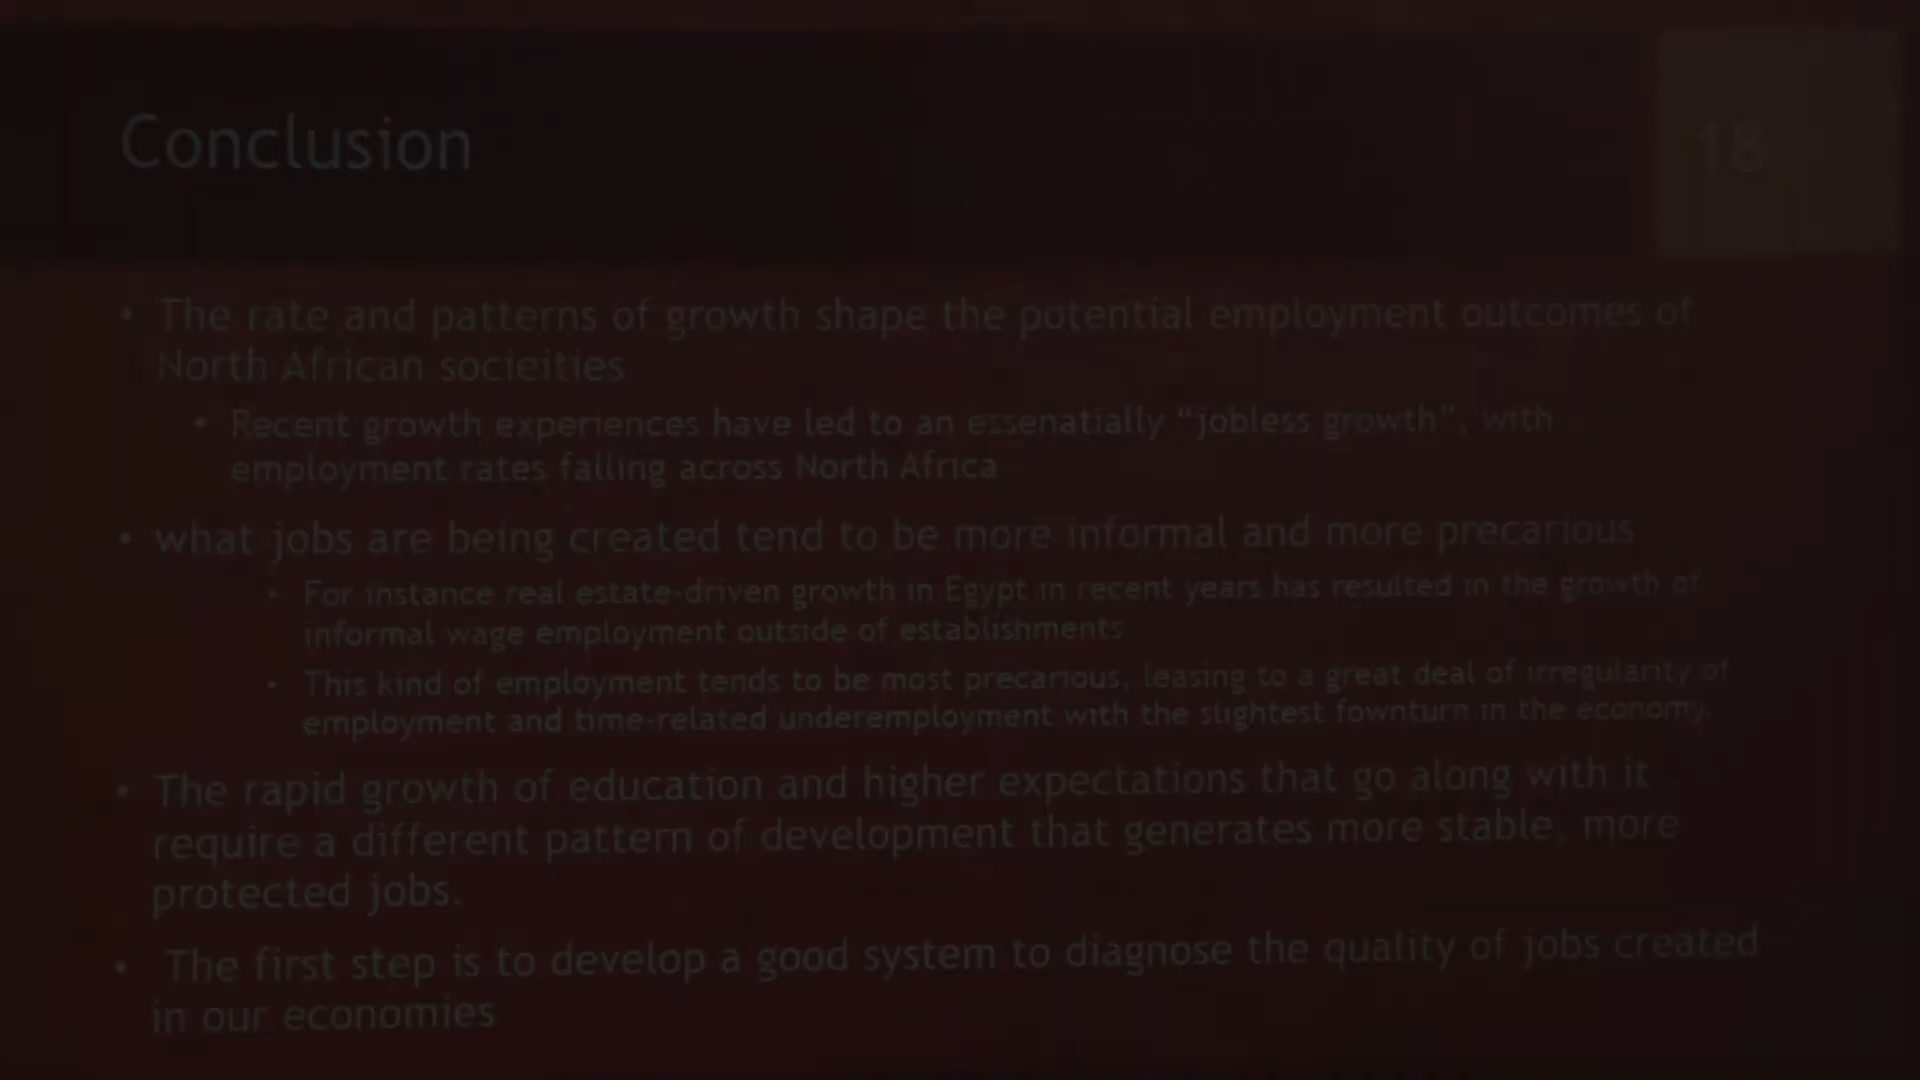 Conclusion
18
• The rate and patterns of growth shape the potential employment outcomes of
North African socieities
• Recent growth experiences have led to an essenatially “jobless growth”, with
employment rates falling across North Africa
• what jobs are being created tend to be more informal and more precarious
• For instance real estate-driven growth in Egypt in recent years has resulted in the growth of
informal wage employment outside of establishments
• This kind of employment tends to be most precarious, leasing to a great deal of irregularity of
employment and time-related underemployment with the slightest fownturn in the economy.
• The rapid growth of education and higher expectations that go along with it
require a different pattern of development that generates more stable, more
protected jobs.
• The first step is to develop a good system to diagnose the quality of jobs created
in our economies